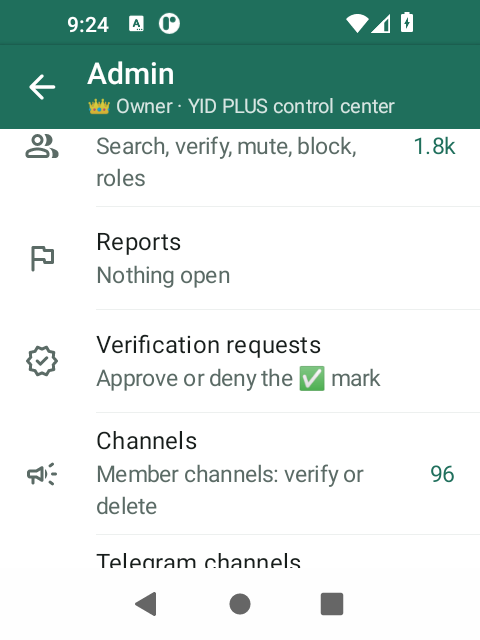 9:24
Admin
👑 Owner · YID PLUS control center
Search, verify, mute, block, 1.8k
roles
Reports
Nothing open
Verification requests
Approve or deny the ✅ mark
Channels
Member channels: verify or 96
delete
Telegram channels